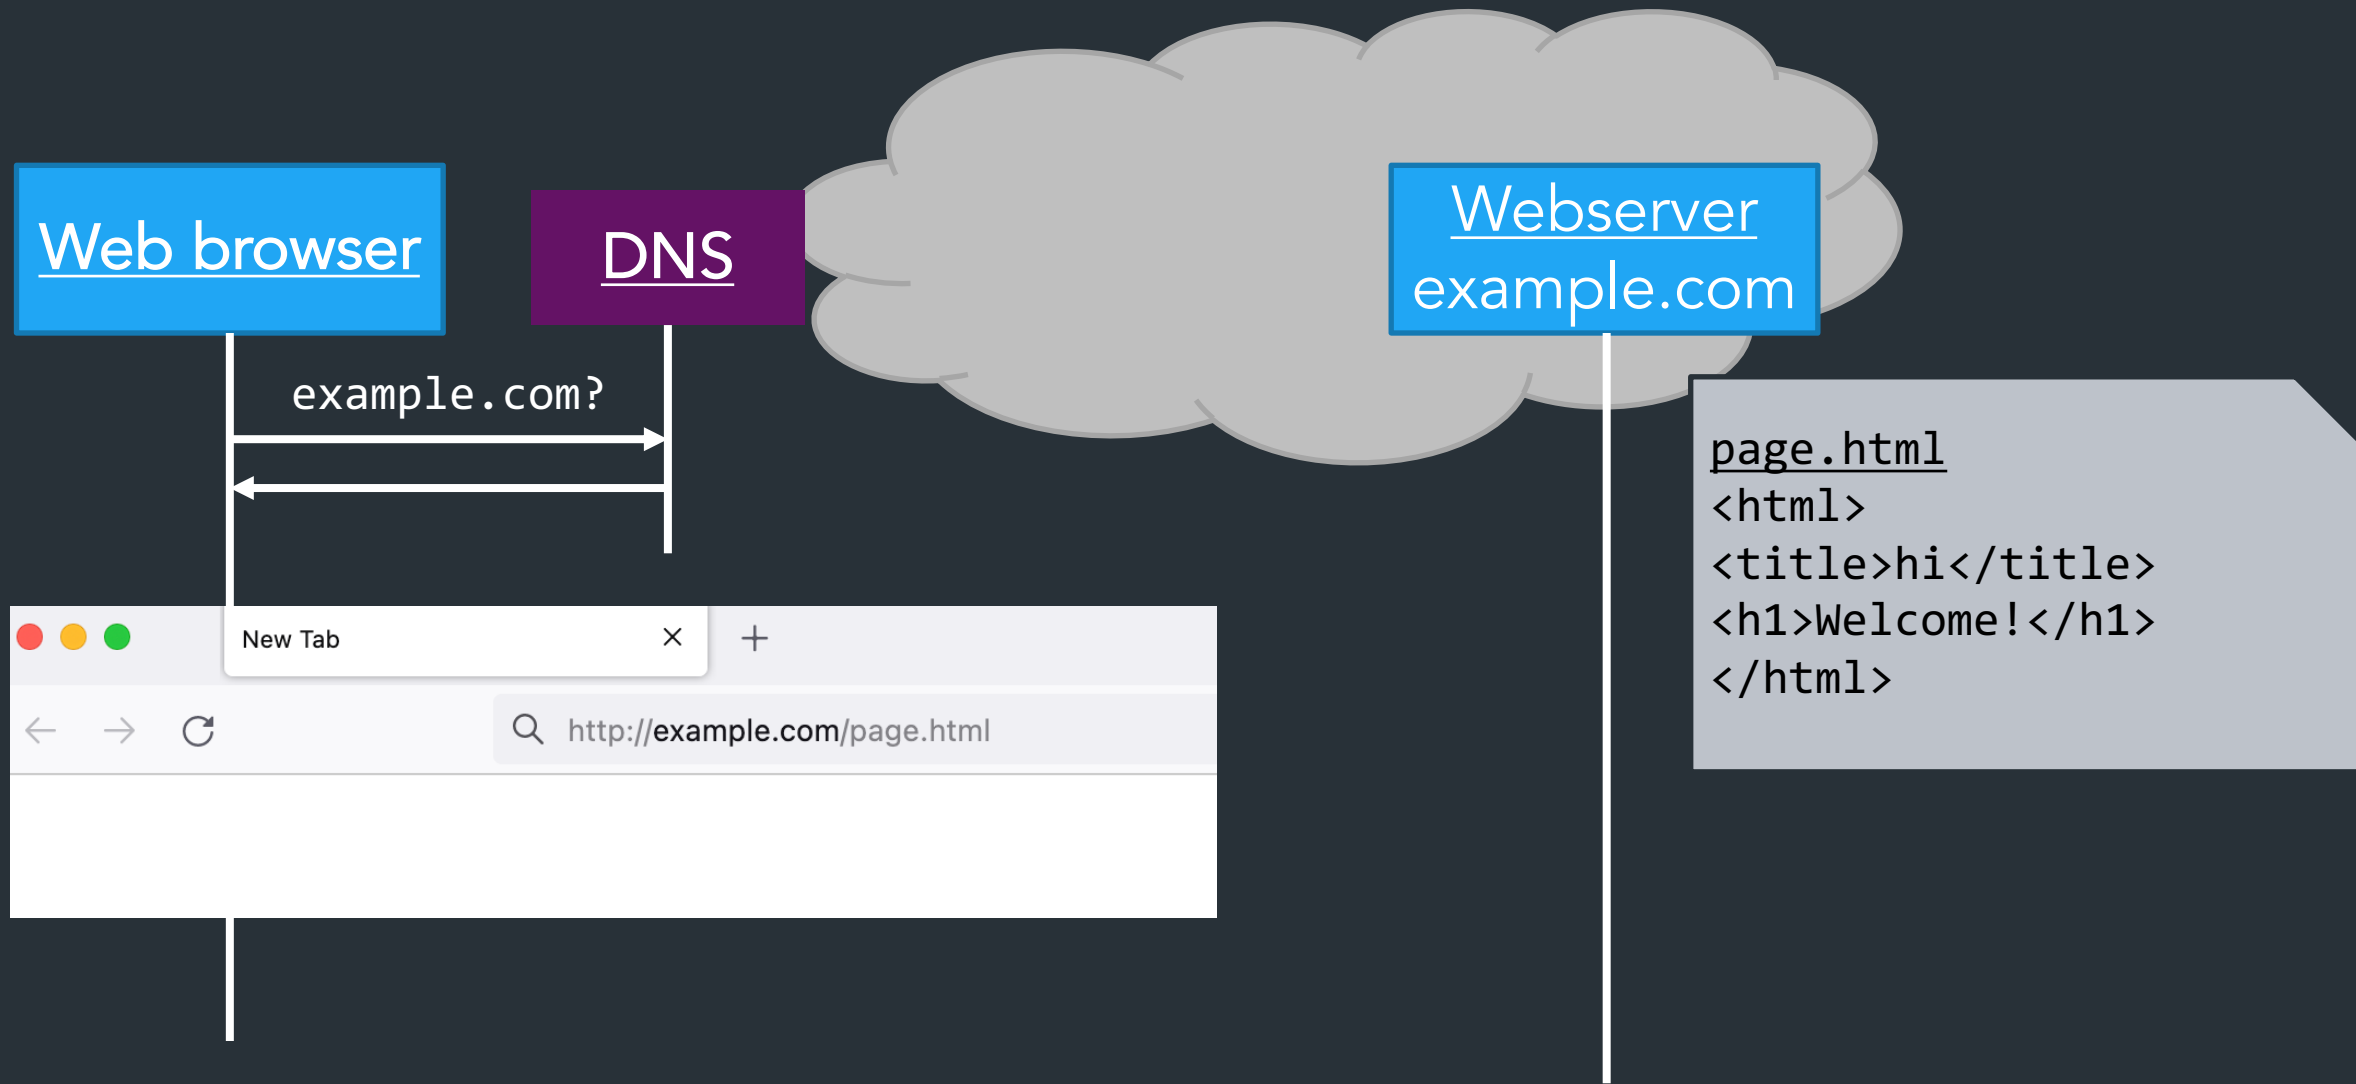 Web browser
DNS
Webserver
example.com
example.com?
page.html
<html>
<title>hi</title>
<h1>Welcome!</h1>
</html>
New Tab
http://example.com/page.html